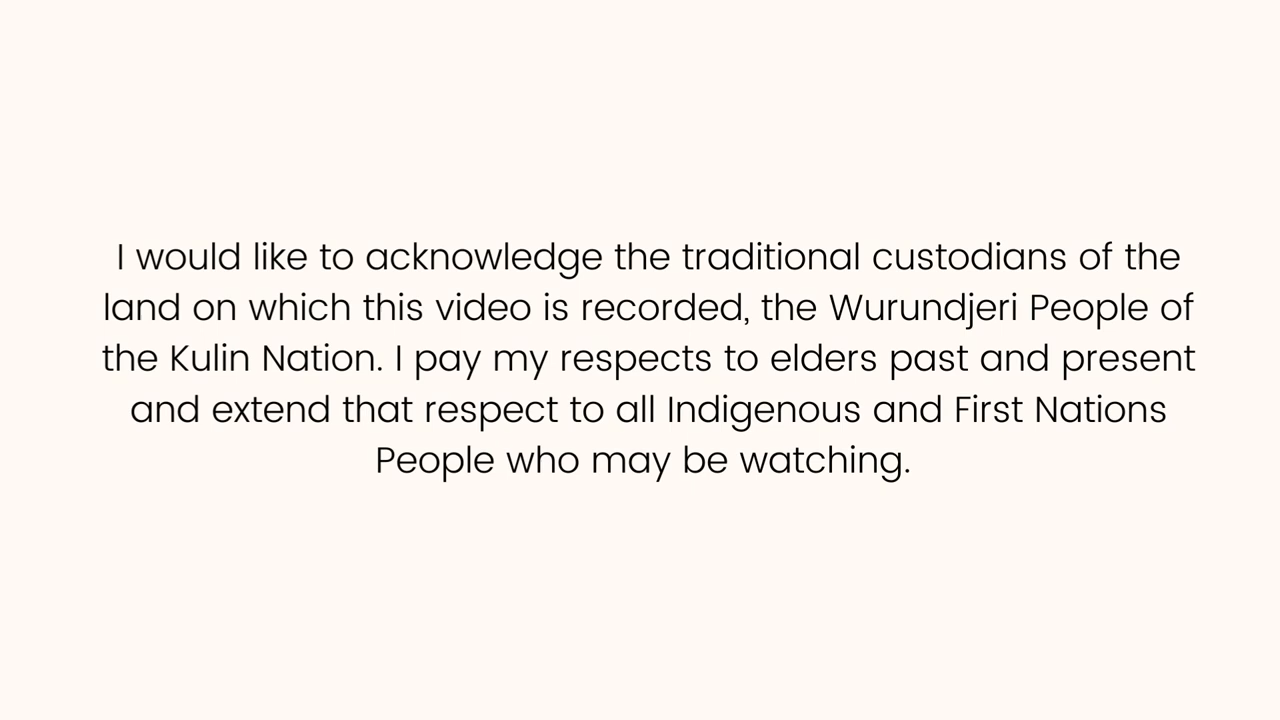 I would like to acknowledge the traditional custodians of the
land on which this video is recorded, the Wurundjeri People of
the Kulin Nation. I pay my respects to elders past and present
and extend that respect to all Indigenous and First Nations
People who may be watching.